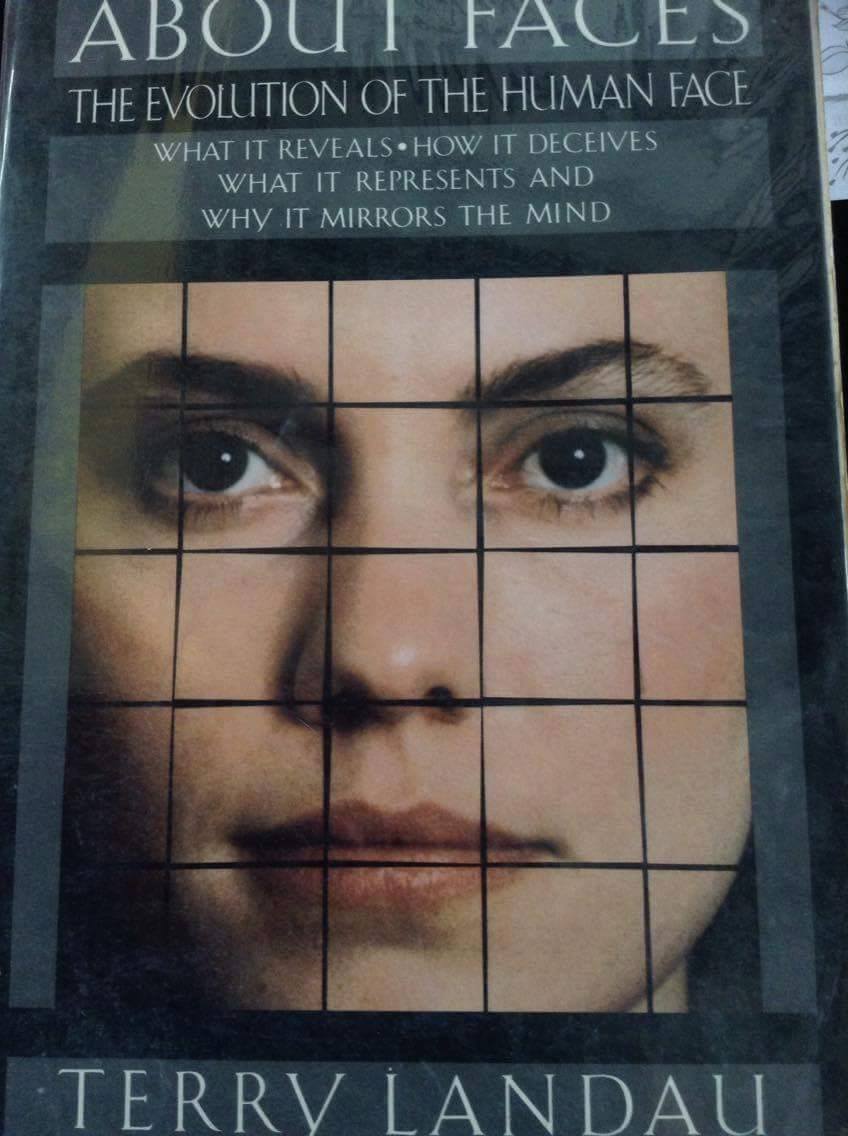 ABOUT FACES
THE EVOLUTION OF THE HUMAN FACE
WHAT IT REVEALS•HOW IT DECEIVES
WHAT IT REPRESENTS AND
WHY IT MIRRORS THE MIND
TERRY LANDAU